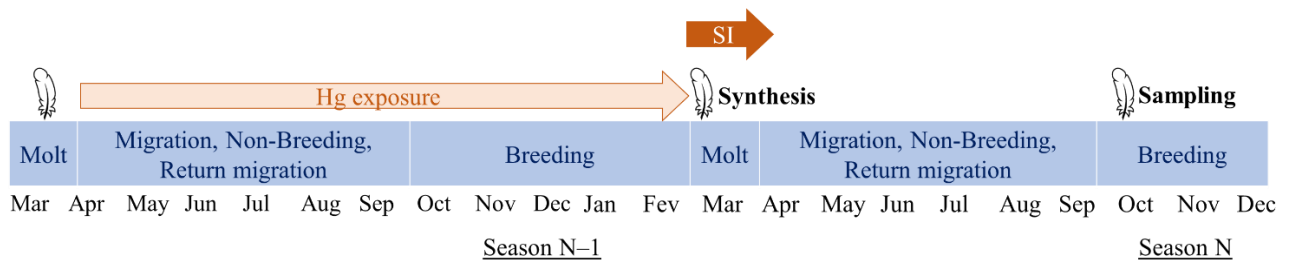 SI
Hg exposure
Synthesis
Sampling
Molt
Migration, Non-Breeding,
Return migration
Breeding
Molt
Migration, Non-Breeding,
Return migration
Breeding
Mar Apr May Jun Jul Aug Sep Oct Nov Dec Jan Fev Mar Apr May Jun Jul Aug Sep Oct Nov Dec
Season N–1
Season N